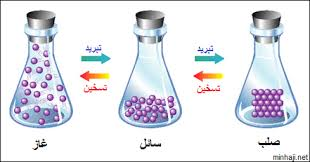 تبريد
تسخين
تبريد
تسخين
صلب
سائل
غاز
minhaji.net